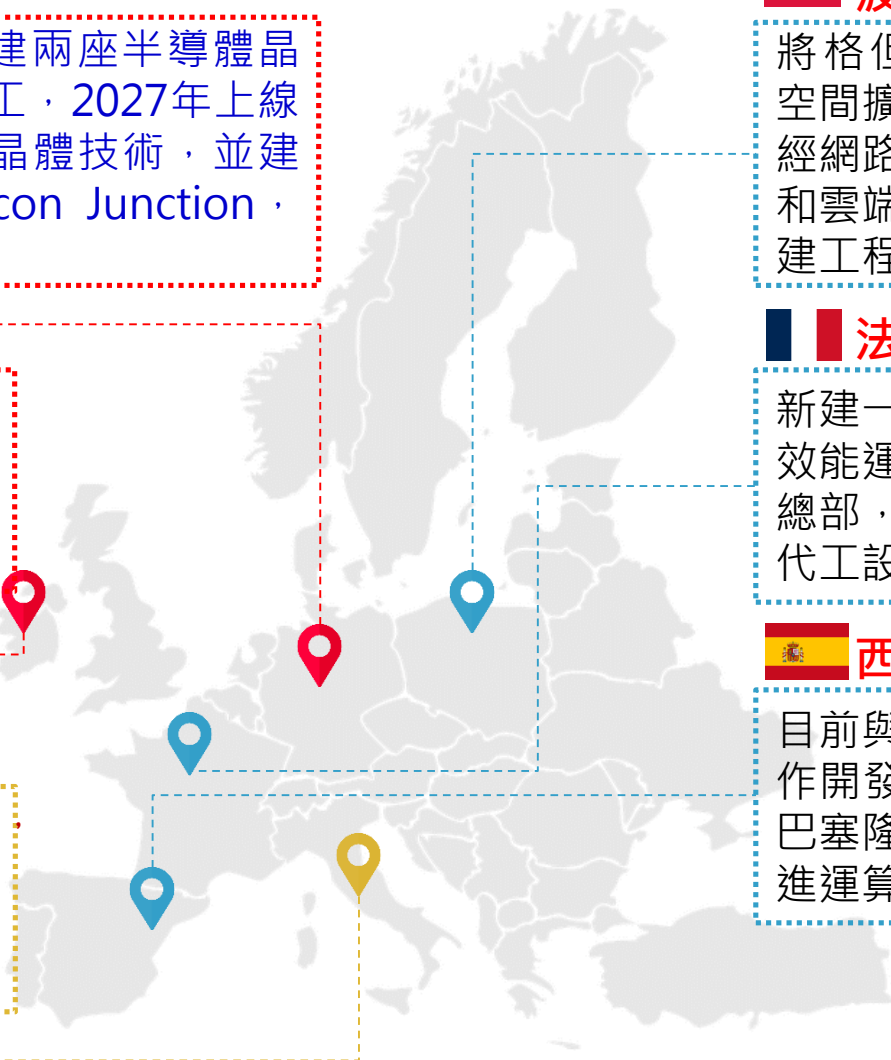 建兩座半導體晶
工，2027年上線
晶體技術，並建
con Junction，
將格但
空間擴
經網路
和雲端
建工程
法
新建一
效能運
總部，
代工設
西
目前與
作開發
巴塞隆
進運算